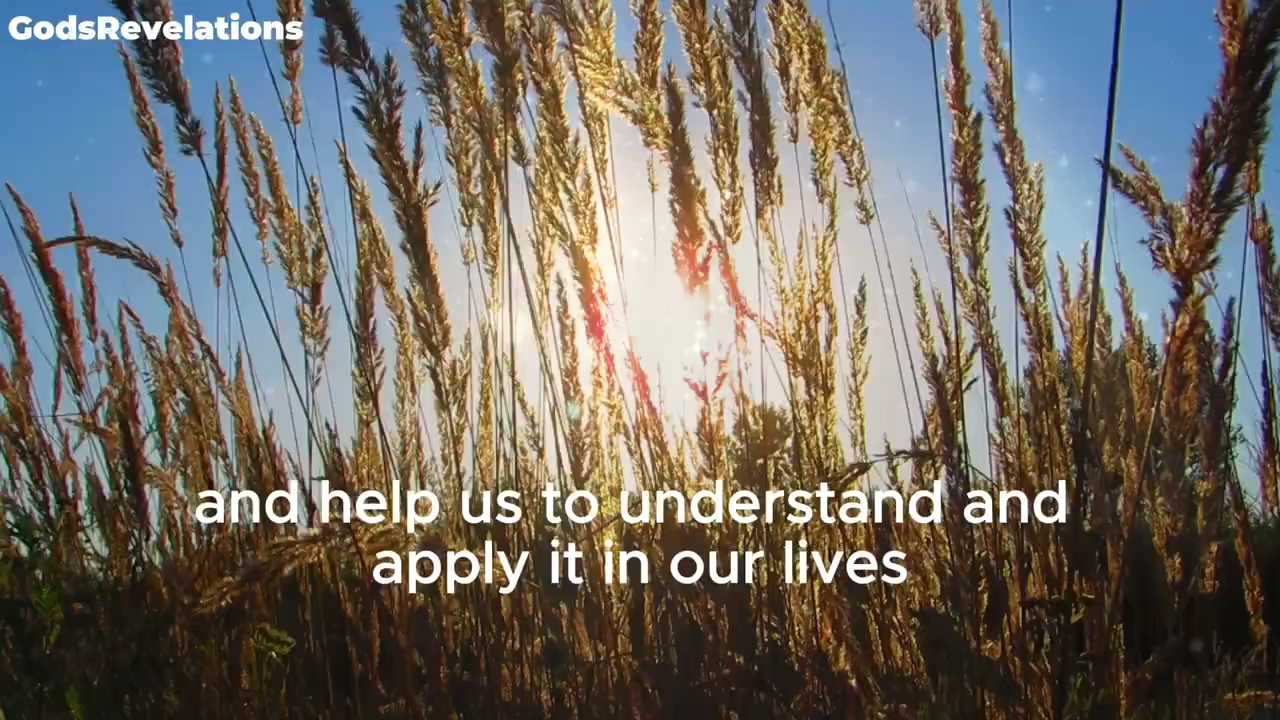 GodsRevelations
and help us to understand and
apply it in our lives